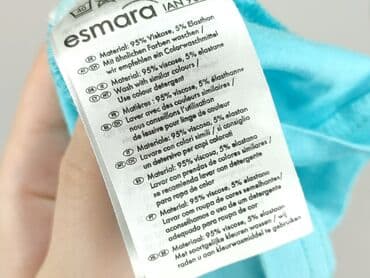 esmara
IAN
Material: 95% Viskose, 5% Elasthan
Mit ähnlichen Farben waschen /
wir empfehlen ein Colorwaschmittel
Material: 95% viscose, 5% elastane
Wash with similar colours /
Use colour detergent
Matières: 95% viscose, 5% élasthanne
Laver avec des couleurs similaires /
nous conseillons l'utilisation
de lessive pour linge de couleur
Materiale: 95% viscosa, 5% elastan
Lavare con colori simili / si consiglia
un detersivo per capi colorati
Material: 95% viscosa, 5% elastano
Lavar con prendas de colores similares /
se recomienda lavar con detergente
para ropa de color
Material: 95% viscose, 5% elastano
Lavar com roupa de cores semelhantes/
aconselhamos o uso de um detergente
adequado para roupa de cor
Materiaal: 95% viscose, 5% elastaan
Met soortgelijke kleuren wassen / wij
raden u aan kleurwasmiddel te gebruiken